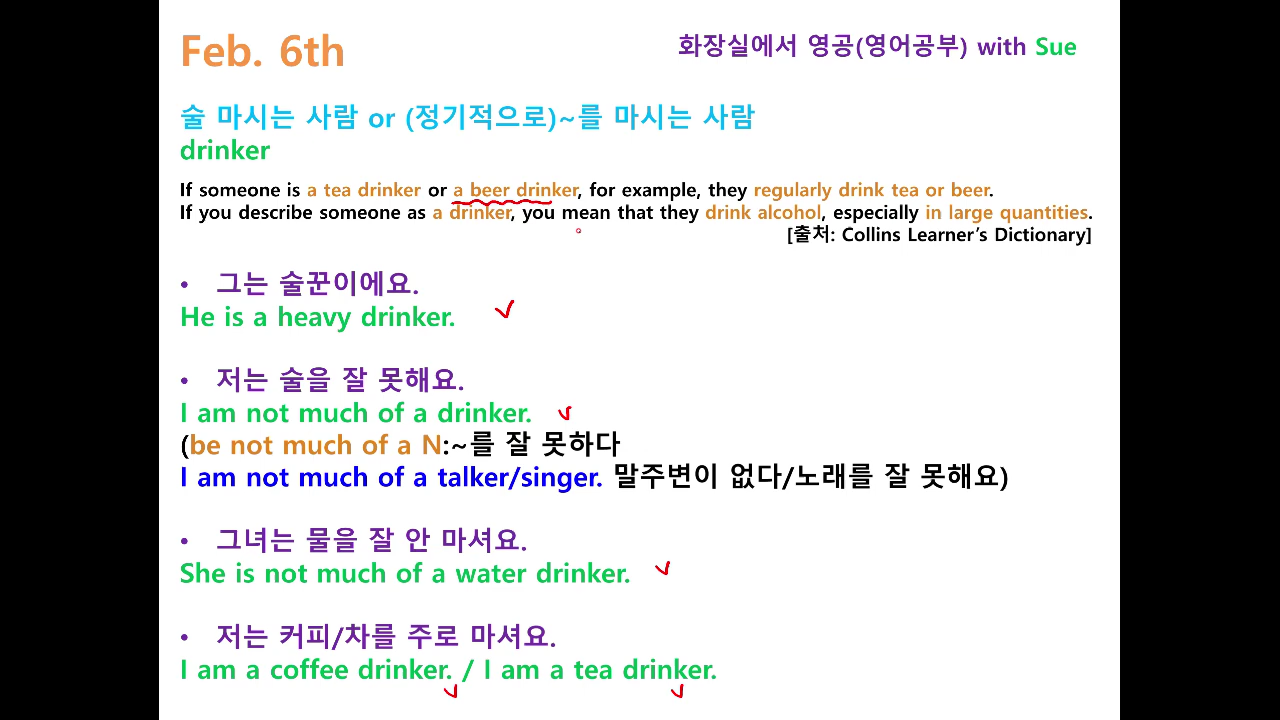 Feb. 6th
화장실에서 영공(영어공부) with Sue
술 마시는 사람 or (정기적으로)~를 마시는 사람
drinker
If someone is a tea drinker or a beer drinker, for example, they regularly drink tea or beer.
If you describe someone as a drinker, you mean that they drink alcohol, especially in large quantities.
[출처: Collins Learner's Dictionary]
• 그는 술꾼이에요.
He is a heavy drinker.
• 저는 술을 잘 못해요.
I am not much of a drinker.
(be not much of a N:~를 잘 못하다
I am not much of a talker/singer. 말주변이 없다/노래를 잘 못해요)
• 그녀는 물을 잘 안 마셔요.
She is not much of a water drinker.
• 저는 커피/차를 주로 마셔요.
I am a coffee drinker. / I am a tea drinker.